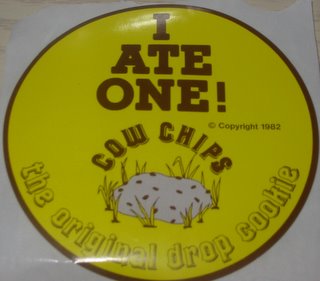 I
ATE
ONE!
© Copyright 1982
COW CHIPS
the original drop cookie